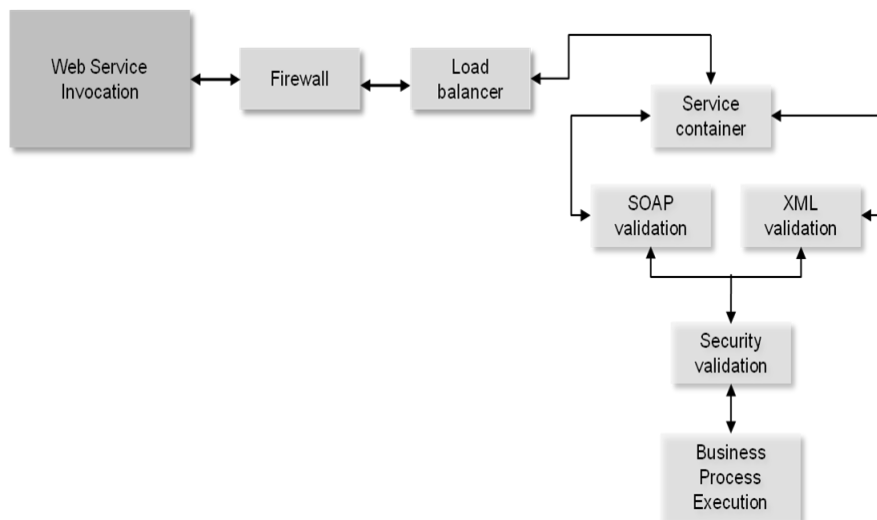 Web Service
Invocation
Firewall
Load
balancer
Service
container
SOAP
validation
XML
validation
Security
validation
Business
Process
Execution